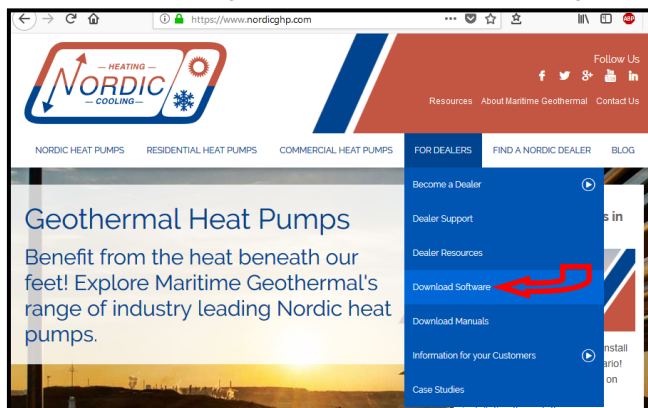 https://www.nordicghp.com
ABP
— HEATING —
NORDIC
— COOLING —
Follow Us
Resources About Maritime Geothermal Contact Us
NORDIC HEAT PUMPS RESIDENTIAL HEAT PUMPS COMMERCIAL HEAT PUMPS FOR DEALERS FIND A NORDIC DEALER BLOG
Become a Dealer
Dealer Support
Dealer Resources
Download Software
Download Manuals
Information for your Customers
Case Studies
Geothermal Heat Pumps
Benefit from the heat beneath our
feet! Explore Maritime Geothermal's
range of industry leading Nordic heat
pumps.
s in
nstall
ario!
on